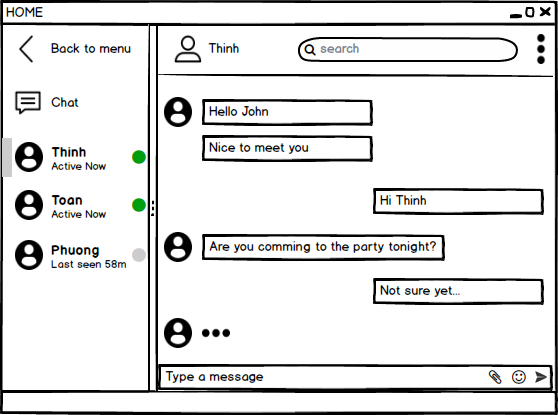 HOME
Back to menu
Chat
Thinh
Active Now
Toan
Active Now
Phuong
Last seen 58m
Thinh
search
Hello John
Nice to meet you
Hi Thinh
Are you comming to the party tonight?
Not sure yet...
Type a message